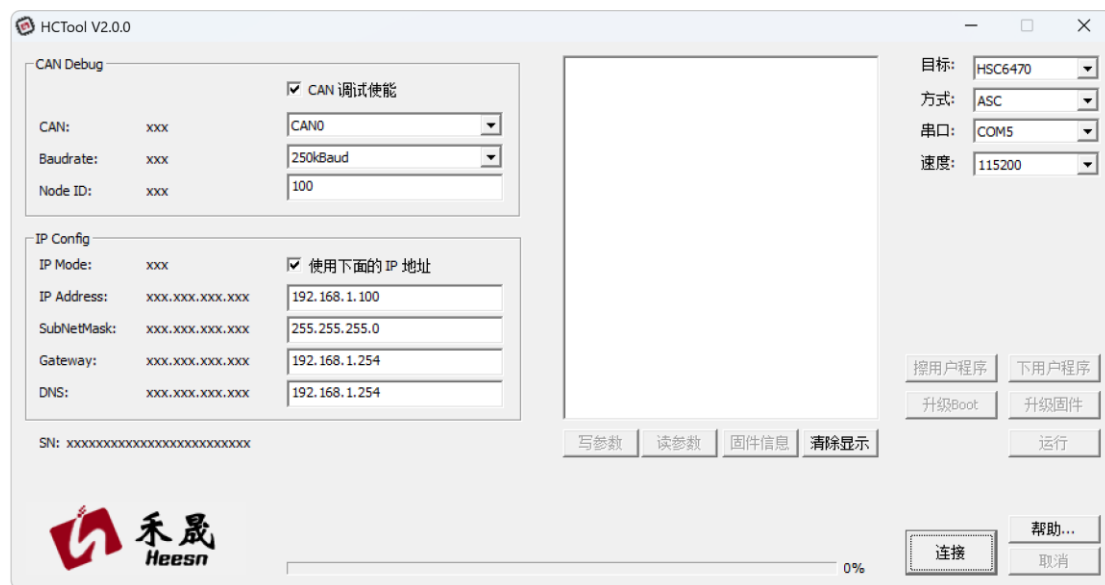 HCTool V2.0.0
CAN Debug
CAN 调试使能
CAN: xxx CAN0
Baudrate: xxx 250kBaud
Node ID: xxx 100
IP Config
IP Mode: xxx 使用下面的 IP 地址
IP Address: xxx.xxx.xxx.xxx 192.168.1.100
SubNetMask: xxx.xxx.xxx.xxx 255.255.255.0
Gateway: xxx.xxx.xxx.xxx 192.168.1.254
DNS: xxx.xxx.xxx.xxx 192.168.1.254
SN: xxxxxxxxxxxxxxxxxxxxxxxxx
写参数 读参数 固件信息 清除显示
目标: HSC6470
方式: ASC
串口: COM5
速度: 115200
擦用户程序 下用户程序
升级Boot 升级固件
运行
禾晟
Heesn
0%
连接
帮助...
取消